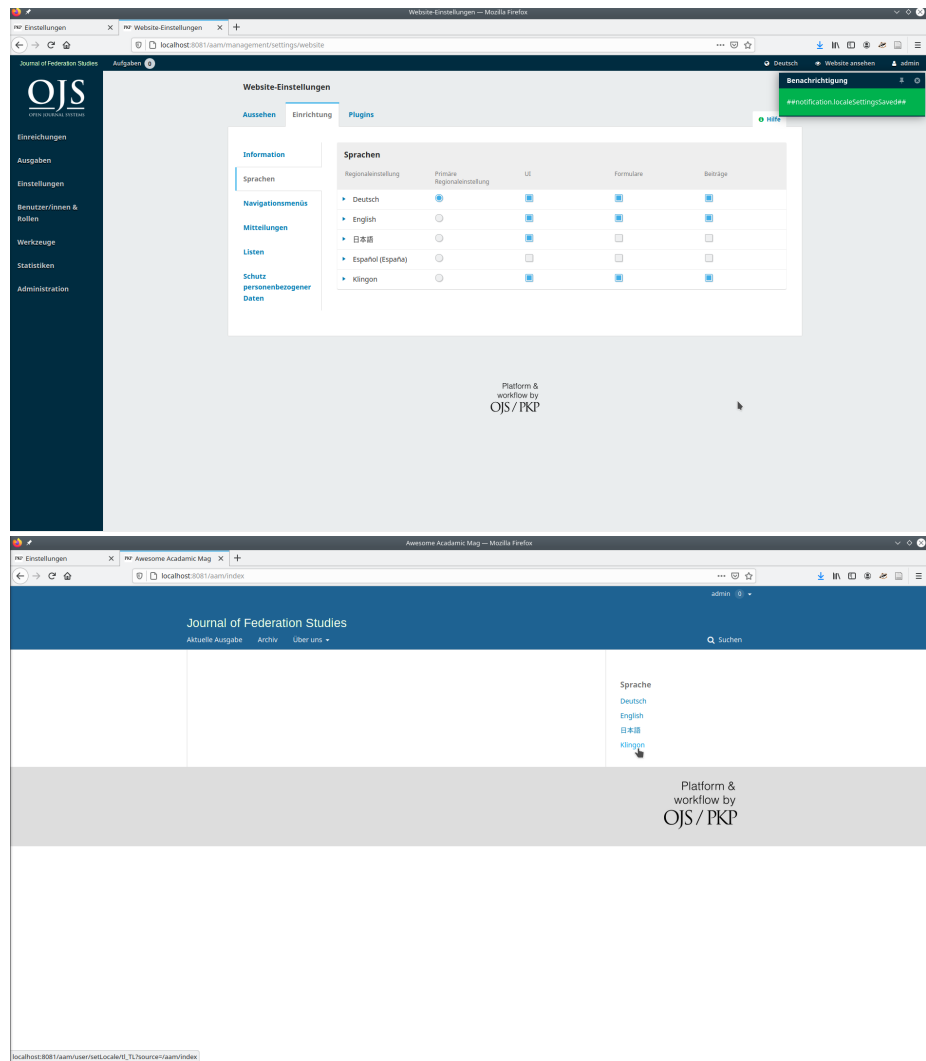 Website-Einstellungen — Mozilla Firefox
PKP Einstellungen
PKP Website-Einstellungen
localhost:8081/aam/management/settings/website
Journal of Federation Studies
Aufgaben 0
Deutsch
Website ansehen
admin
OJS
OPEN JOURNAL SYSTEMS
Einreichungen
Ausgaben
Einstellungen
Benutzer/innen &
Rollen
Werkzeuge
Statistiken
Administration
Benachrichtigung
##notification.localeSettingsSaved##
Website-Einstellungen
Aussehen Einrichtung Plugins
Hilfe
Information
Sprachen
Navigationsmenüs
Mitteilungen
Listen
Schutz
personenbezogener
Daten
Sprachen
Regionaleinstellung Primäre Regionaleinstellung UI Formulare Beiträge
Deutsch
English
日本語
Español (España)
Klingon
Platform &
workflow by
OJS / PKP
Awesome Acadamic Mag — Mozilla Firefox
PKP Einstellungen
PKP Awesome Acadamic Mag
localhost:8081/aam/index
admin 0
Journal of Federation Studies
Aktuelle Ausgabe Archiv Über uns
Suchen
Sprache
Deutsch
English
日本語
Klingon
Platform &
workflow by
OJS / PKP
localhost:8081/aam/user/setLocale/tl_TL?source=/aam/index